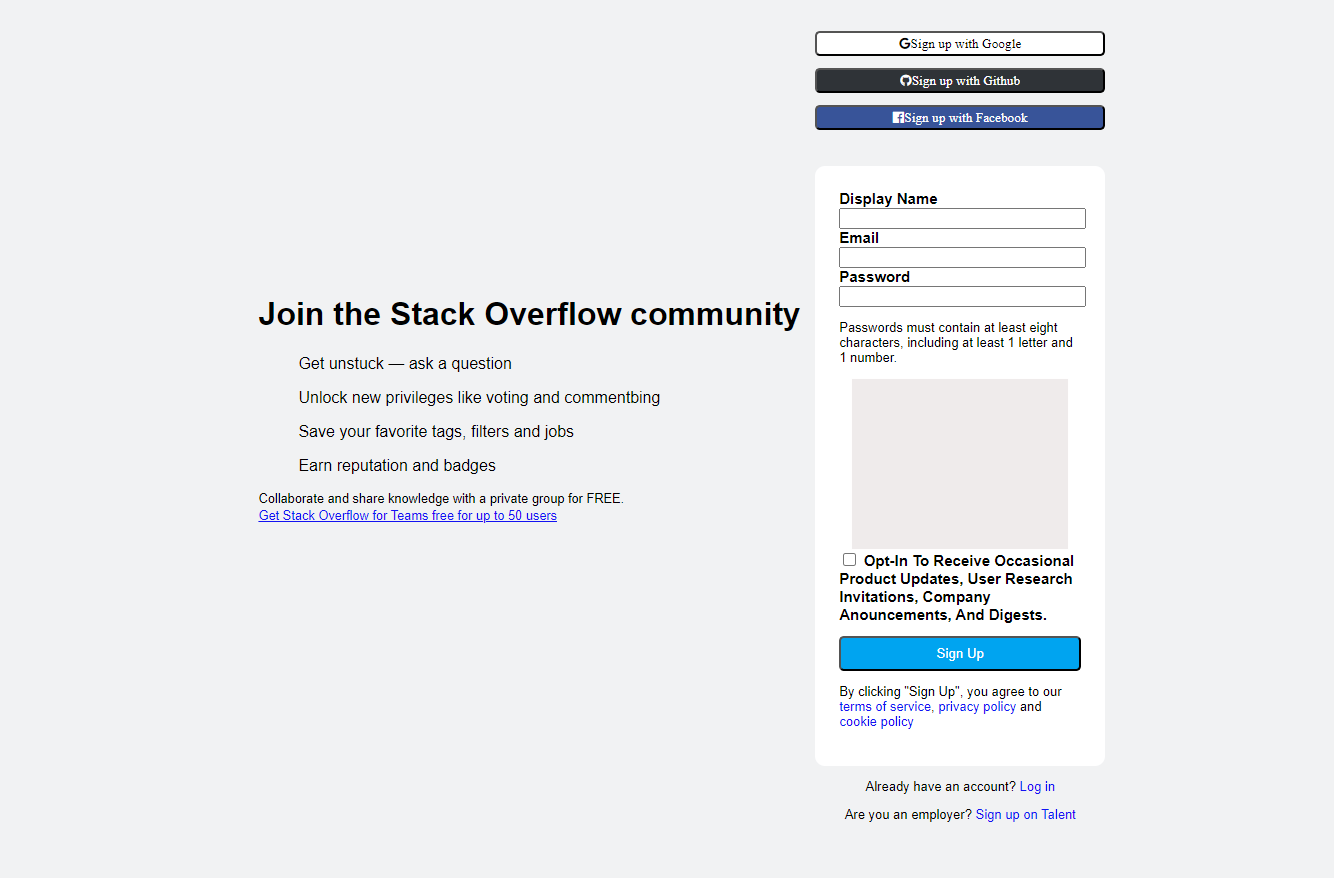 Sign up with Google
Sign up with Github
Sign up with Facebook
Join the Stack Overflow community
Get unstuck — ask a question
Unlock new privileges like voting and commentbing
Save your favorite tags, filters and jobs
Earn reputation and badges
Collaborate and share knowledge with a private group for FREE.
Get Stack Overflow for Teams free for up to 50 users
Display Name
Email
Password
Passwords must contain at least eight
characters, including at least 1 letter and
1 number.
Opt-In To Receive Occasional
Product Updates, User Research
Invitations, Company
Anouncements, And Digests.
Sign Up
By clicking "Sign Up", you agree to our
terms of service, privacy policy and
cookie policy
Already have an account? Log in
Are you an employer? Sign up on Talent